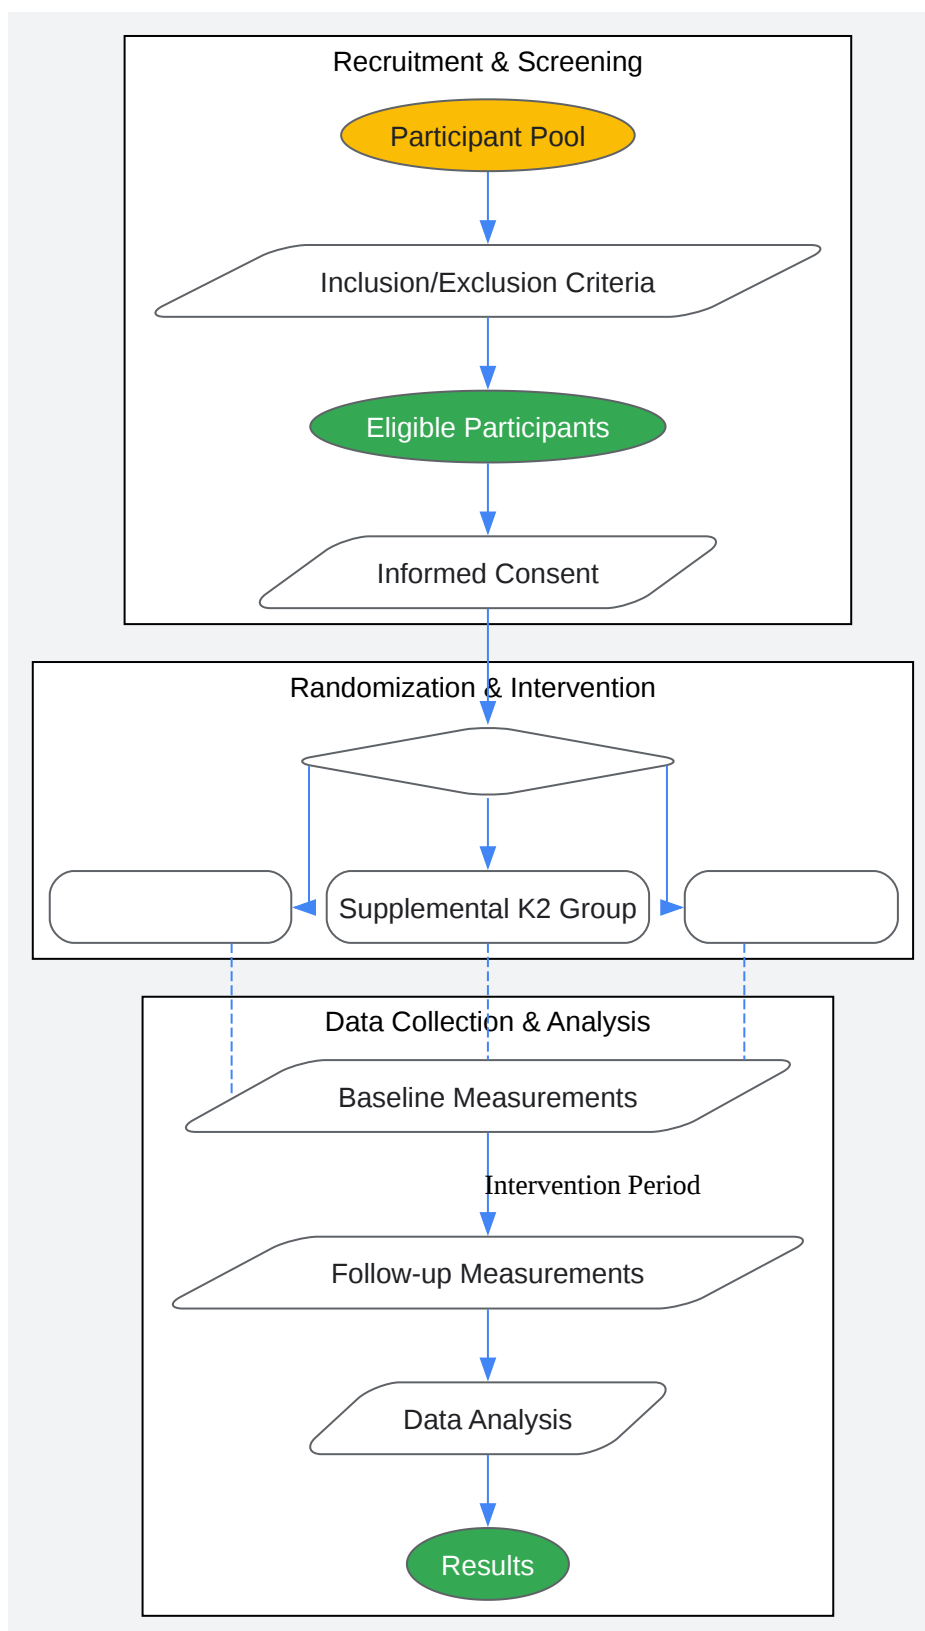 Recruitment & Screening
Participant Pool
Inclusion/Exclusion Criteria
Eligible Participants
Informed Consent
Randomization & Intervention
Supplemental K2 Group
Data Collection & Analysis
Baseline Measurements
Intervention Period
Follow-up Measurements
Data Analysis
Results